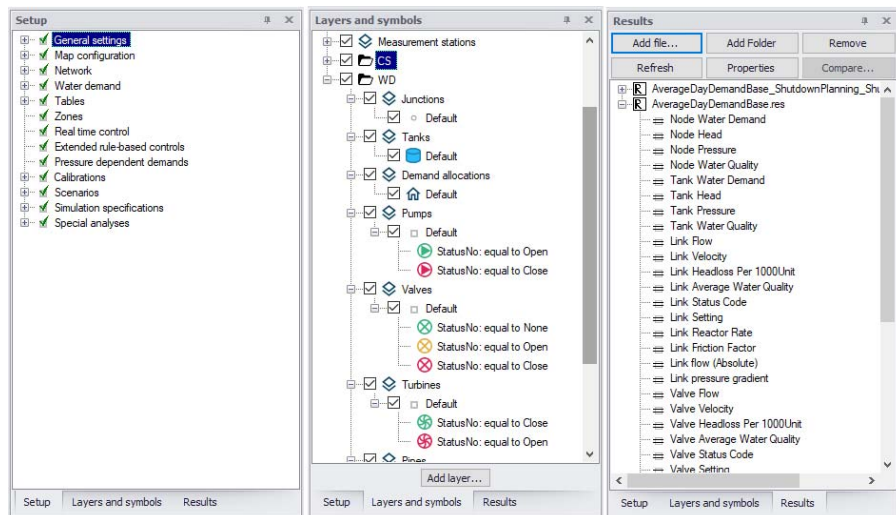 Setup
General settings
Map configuration
Network
Water demand
Tables
Zones
Real time control
Extended rule-based controls
Pressure dependent demands
Calibrations
Scenarios
Simulation specifications
Special analyses
Setup Layers and symbols Results
Layers and symbols
Measurement stations
CS
WD
Junctions
Default
Tanks
Default
Demand allocations
Default
Pumps
Default
StatusNo: equal to Open
StatusNo: equal to Close
Valves
Default
StatusNo: equal to None
StatusNo: equal to Open
StatusNo: equal to Close
Turbines
Default
StatusNo: equal to Close
StatusNo: equal to Open
Pipes
Add layer...
Setup Layers and symbols Results
Results
Add file... Add Folder Remove
Refresh Properties Compare...
AverageDayDemandBase_ShutdownPlanning_Shu
AverageDayDemandBase.res
Node Water Demand
Node Head
Node Pressure
Node Water Quality
Tank Water Demand
Tank Head
Tank Pressure
Tank Water Quality
Link Flow
Link Velocity
Link Headloss Per 1000Unit
Link Average Water Quality
Link Status Code
Link Setting
Link Reactor Rate
Link Friction Factor
Link flow (Absolute)
Link pressure gradient
Valve Flow
Valve Velocity
Valve Headloss Per 1000Unit
Valve Average Water Quality
Valve Status Code
Valve Setting
Setup Layers and symbols Results